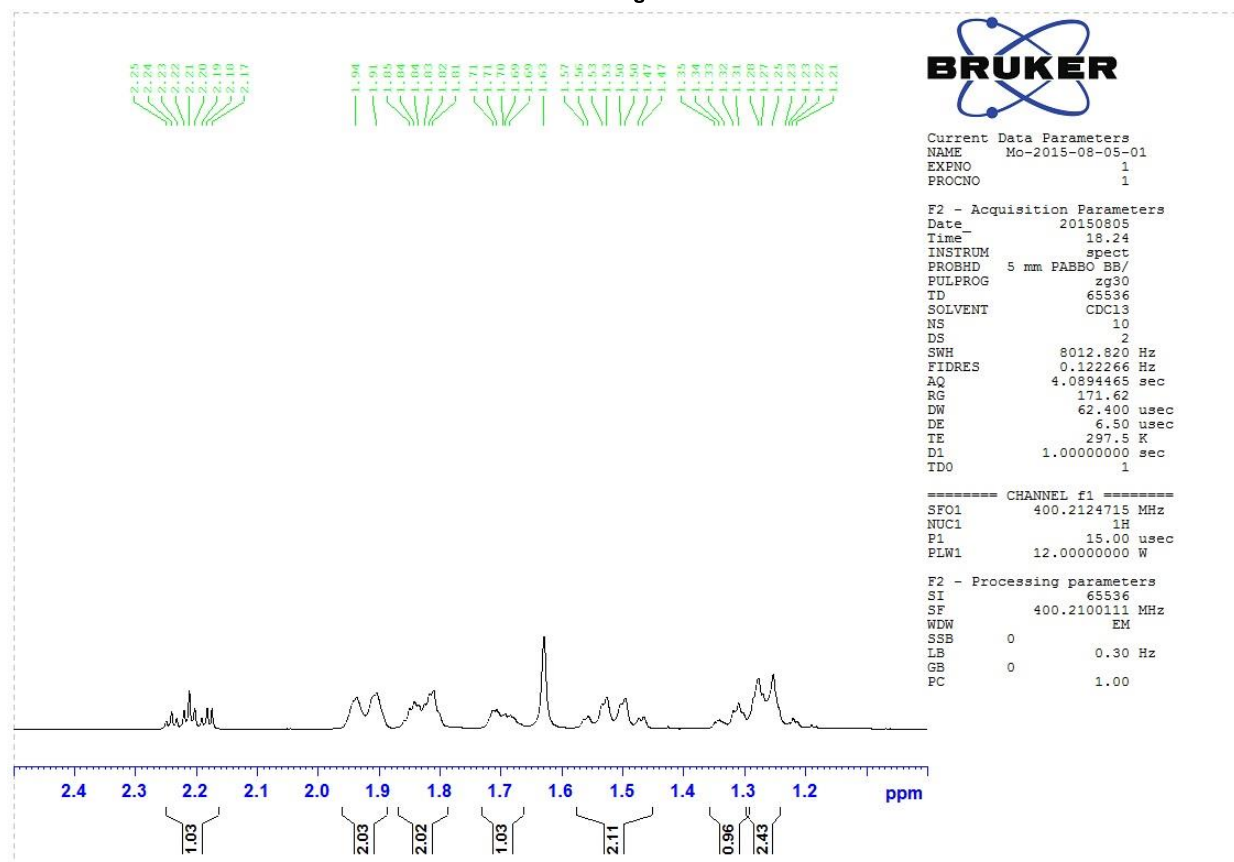 2.25
2.24
2.23
2.22
2.21
2.20
2.19
2.18
2.17
1.94
1.91
1.85
1.84
1.84
1.83
1.82
1.81
1.71
1.71
1.70
1.69
1.69
1.63
1.57
1.56
1.53
1.53
1.50
1.50
1.47
1.47
1.35
1.34
1.33
1.32
1.31
1.28
1.27
1.25
1.23
1.23
1.22
1.21
BRUKER
Current Data Parameters
NAME Mo-2015-08-05-01
EXPNO 1
PROCNO 1
F2 - Acquisition Parameters
Date_ 20150805
Time 18.24
INSTRUM spect
PROBHD 5 mm PABBO BB/
PULPROG zg30
TD 65536
SOLVENT CDCl3
NS 10
DS 2
SWH 8012.820 Hz
FIDRES 0.122266 Hz
AQ 4.0894465 sec
RG 171.62
DW 62.400 usec
DE 6.50 usec
TE 297.5 K
D1 1.00000000 sec
TD0 1
======== CHANNEL f1 ========
SFO1 400.2124715 MHz
NUC1 1H
P1 15.00 usec
PLW1 12.00000000 W
F2 - Processing parameters
SI 65536
SF 400.2100111 MHz
WDW EM
SSB 0
LB 0.30 Hz
GB 0
PC 1.00
2.4 2.3 2.2 2.1 2.0 1.9 1.8 1.7 1.6 1.5 1.4 1.3 1.2 ppm
1.03
2.03
2.02
1.03
2.11
0.96
2.43